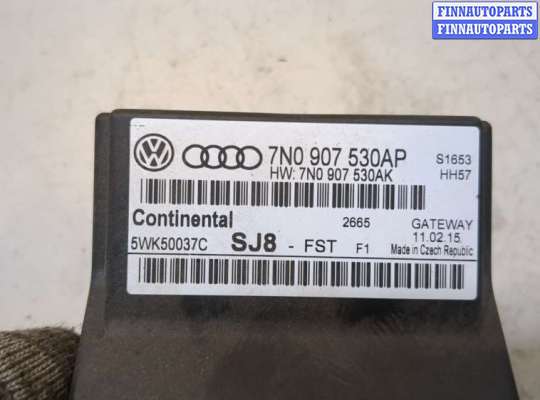 FINNAUTOPARTS
FINNAUTOPARTS
7N0 907 530AP
S1653
HW: 7N0 907 530AK
HH57
Continental
2665
GATEWAY
5WK50037C
SJ8 - FST F1
11.02.15
Made in Czech Republic